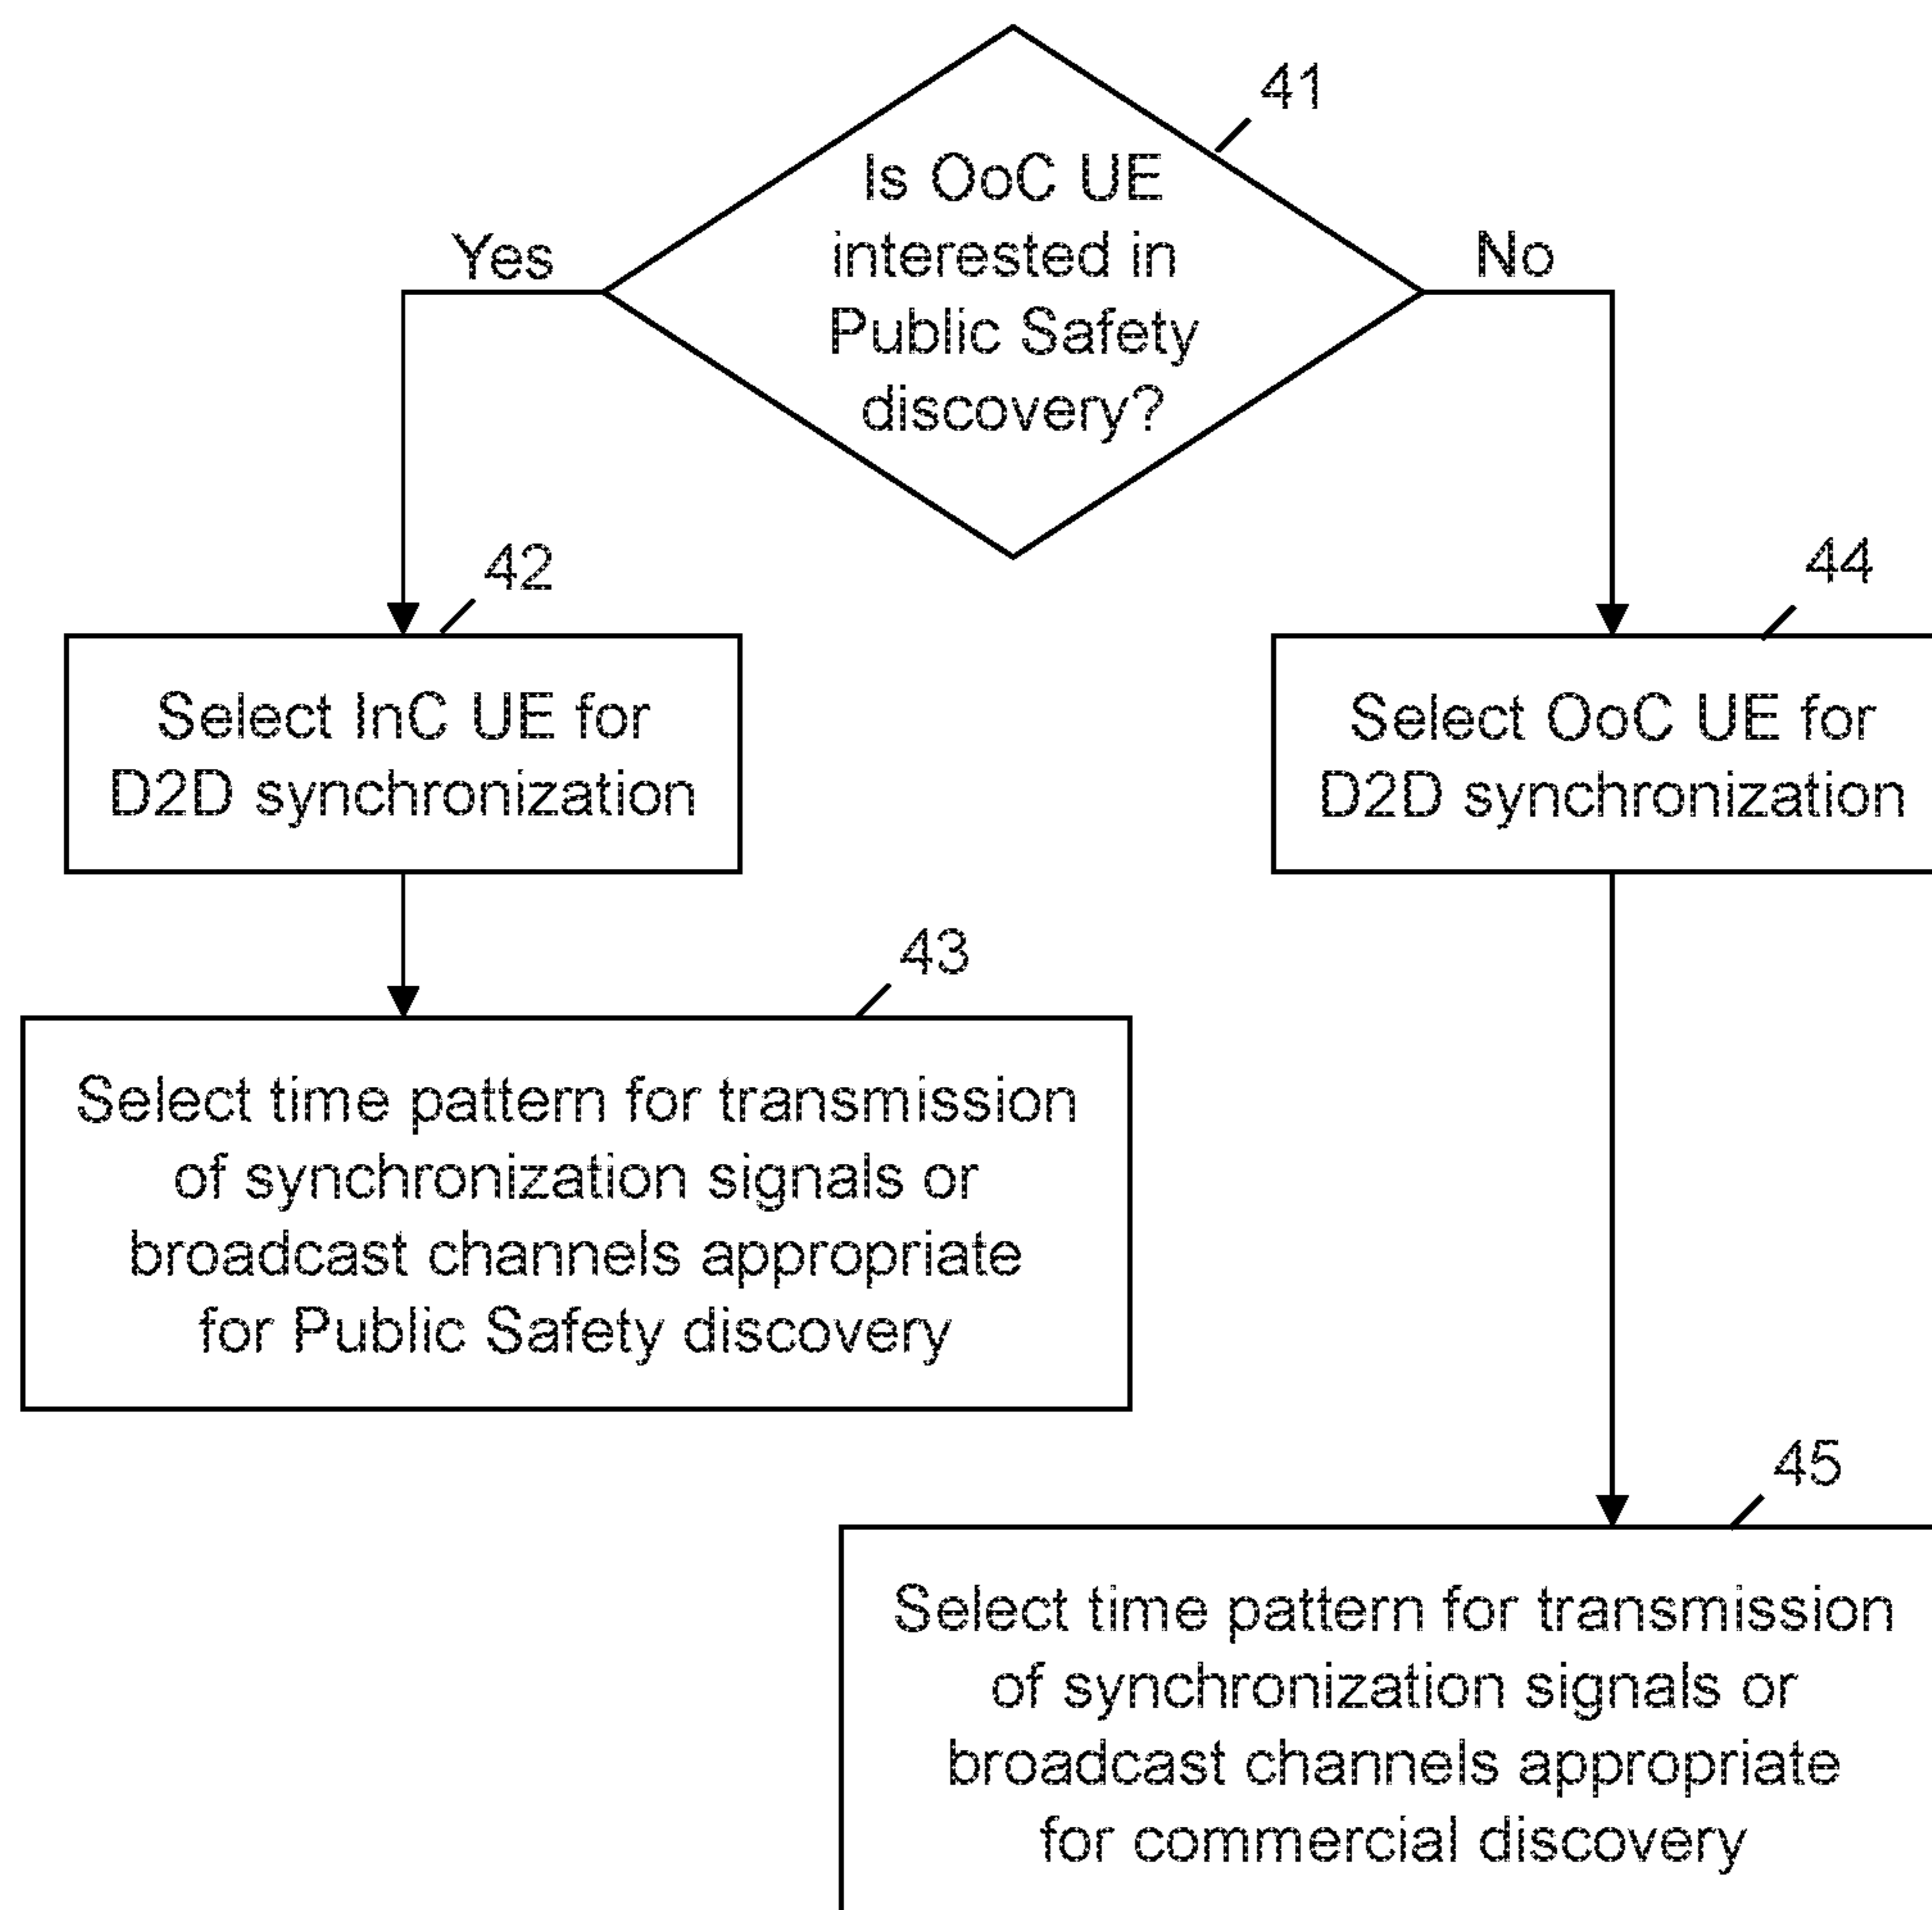 41
Is OoC UE
interested in
Public Safety
discovery?
Yes
No
42
Select InC UE for
D2D synchronization
44
Select OoC UE for
D2D synchronization
43
Select time pattern for transmission
of synchronization signals or
broadcast channels appropriate
for Public Safety discovery
45
Select time pattern for transmission
of synchronization signals or
broadcast channels appropriate
for commercial discovery